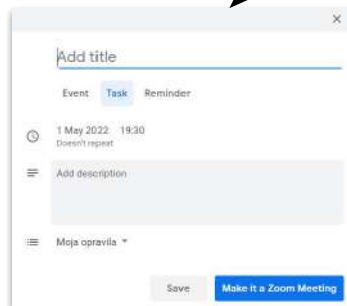 Add title
Event Task Reminder
1 May 2022 19:30
Doesn't repeat
Add description
Moja opravila
Save Make it a Zoom Meeting